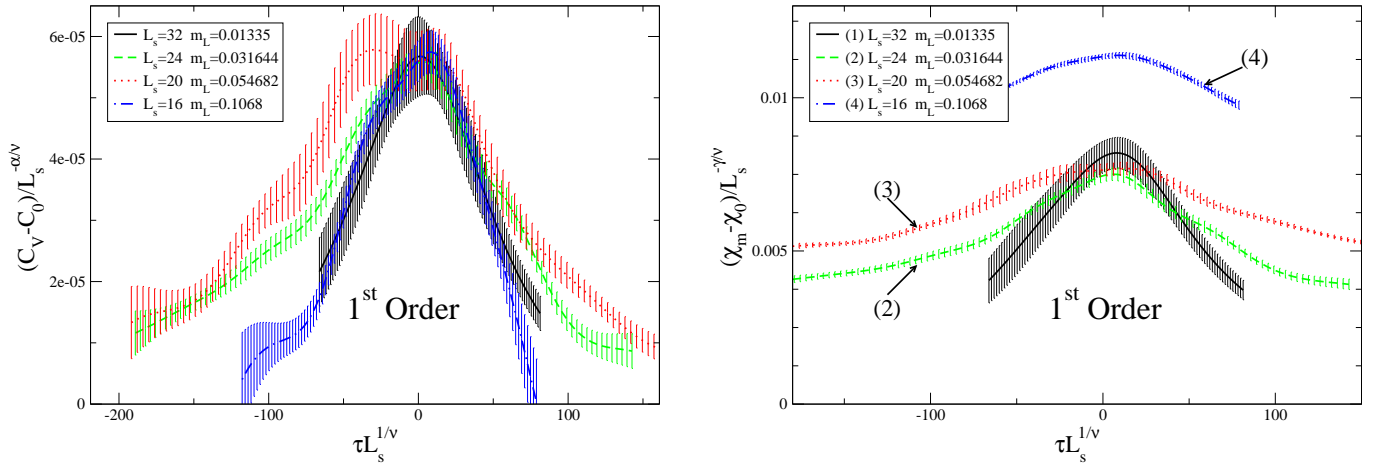 (C_V-C_0)/L_s^{-α/ν}
6e-05
4e-05
2e-05
0
L_s=32 m_L=0.01335
L_s=24 m_L=0.031644
L_s=20 m_L=0.054682
L_s=16 m_L=0.1068
1^{st} Order
-200
-100
0
100
τL_s^{1/ν}
(χ_m-χ_0)/L_s^{-γ/ν}
0.01
0.005
0
(1) L_s=32 m_L=0.01335
(2) L_s=24 m_L=0.031644
(3) L_s=20 m_L=0.054682
(4) L_s=16 m_L=0.1068
(4)
(3)
(2)
1^{st} Order
-100
0
100
τL_s^{1/ν}